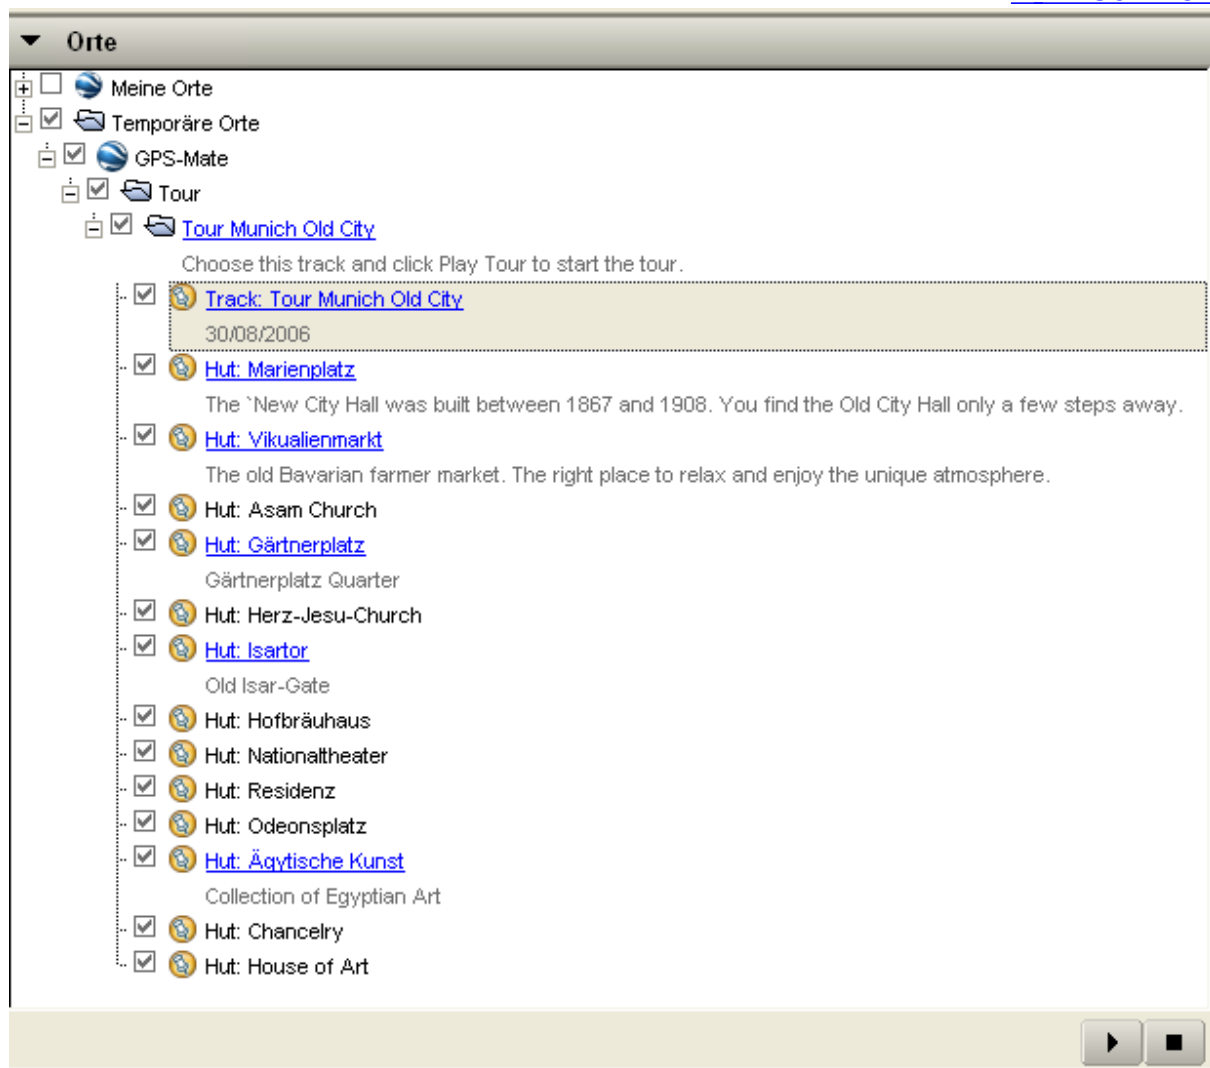 Orte
Meine Orte
Temporäre Orte
GPS-Mate
Tour
Tour Munich Old City
Choose this track and click Play Tour to start the tour.
Track: Tour Munich Old City
30/08/2006
Hut: Marienplatz
The `New City Hall was built between 1867 and 1908. You find the Old City Hall only a few steps away.
Hut: Vikualienmarkt
The old Bavarian farmer market. The right place to relax and enjoy the unique atmosphere.
Hut: Asam Church
Hut: Gärtnerplatz
Gärtnerplatz Quarter
Hut: Herz-Jesu-Church
Hut: Isartor
Old Isar-Gate
Hut: Hofbräuhaus
Hut: Nationaltheater
Hut: Residenz
Hut: Odeonsplatz
Hut: Ägytische Kunst
Collection of Egyptian Art
Hut: Chancelry
Hut: House of Art